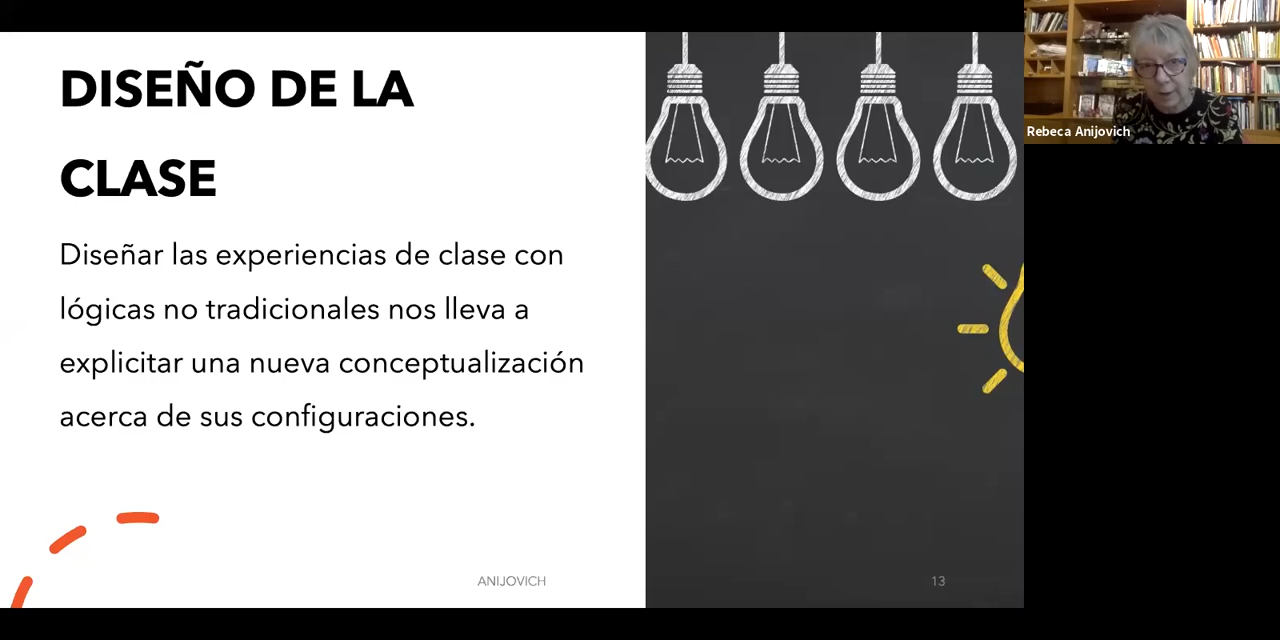 DISEÑO DE LA
CLASE
Diseñar las experiencias de clase con
lógicas no tradicionales nos lleva a
explicitar una nueva conceptualización
acerca de sus configuraciones.
ANIJOVICH
13
Rebeca Anijovich